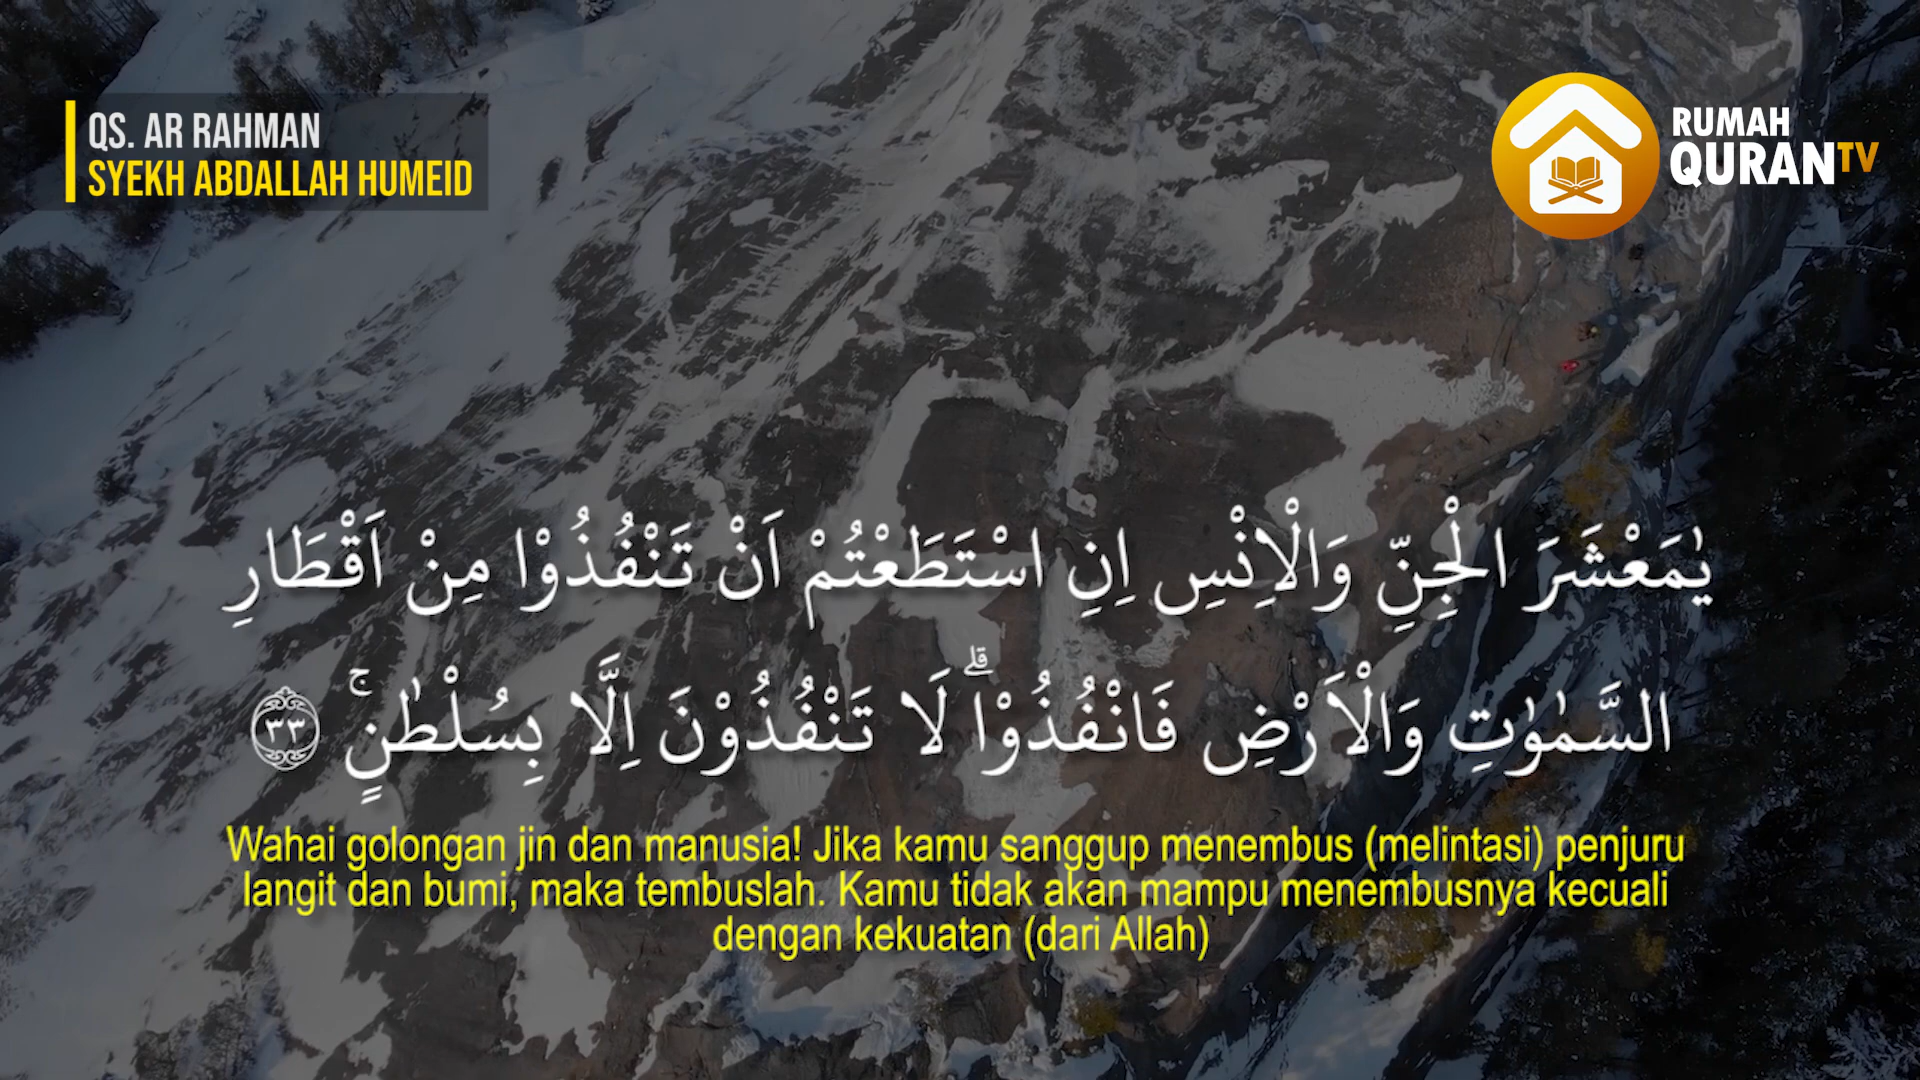 QS. AR RAHMAN
SYEKH ABDALLAH HUMEID
RUMAH
QURANTV
يٰمَعْشَرَ الْجِنِّ وَالْاِنْسِ اِنِ اسْتَطَعْتُمْ اَنْ تَنْفُذُوْا مِنْ اَقْطَارِ
السَّمٰوٰتِ وَالْاَرْضِ فَانْفُذُوْاۗ لَا تَنْفُذُوْنَ اِلَّا بِسُلْطٰنٍۚ ٣٣
Wahai golongan jin dan manusia! Jika kamu sanggup menembus (melintasi) penjuru
langit dan bumi, maka tembuslah. Kamu tidak akan mampu menembusnya kecuali
dengan kekuatan (dari Allah)